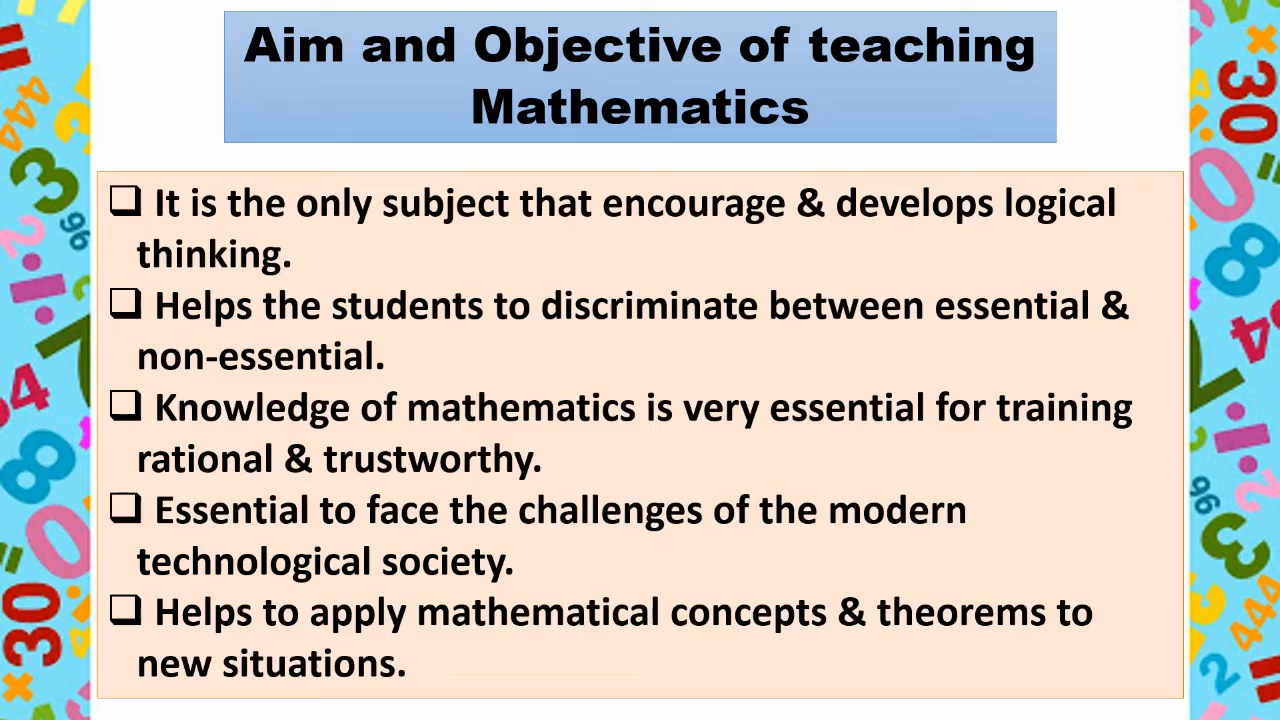 Aim and Objective of teaching
Mathematics
❑ It is the only subject that encourage & develops logical
thinking.
❑ Helps the students to discriminate between essential &
non-essential.
❑ Knowledge of mathematics is very essential for training
rational & trustworthy.
❑ Essential to face the challenges of the modern
technological society.
❑ Helps to apply mathematical concepts & theorems to
new situations.